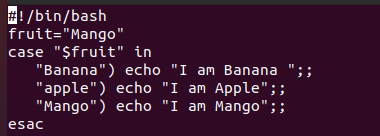 #!/bin/bash
fruit="Mango"
case "$fruit" in
   "Banana") echo "I am Banana ";;
   "apple") echo "I am Apple";;
   "Mango") echo "I am Mango";;
esac